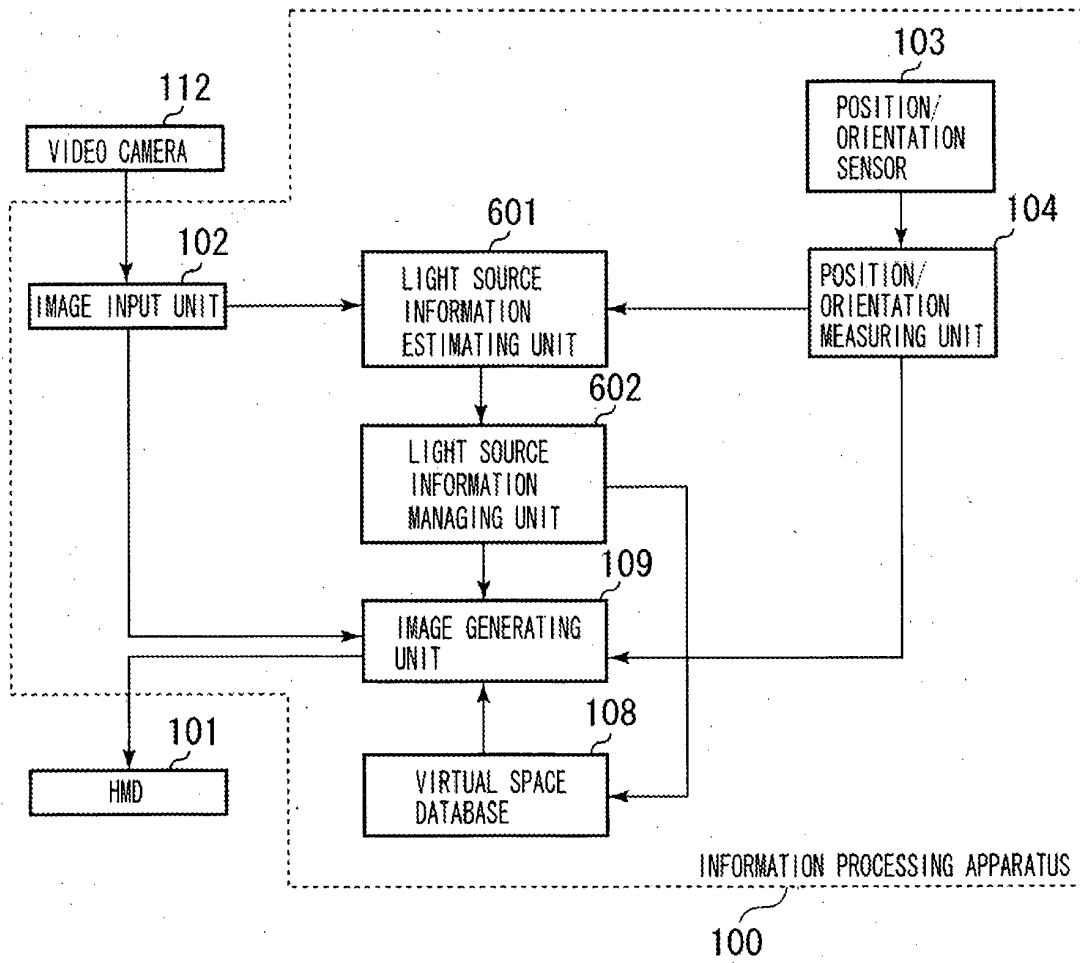 103
POSITION/
ORIENTATION
SENSOR
112
VIDEO CAMERA
104
POSITION/
ORIENTATION
MEASURING UNIT
601
LIGHT SOURCE
INFORMATION
ESTIMATING UNIT
102
IMAGE INPUT UNIT
602
LIGHT SOURCE
INFORMATION
MANAGING UNIT
109
IMAGE GENERATING
UNIT
108
VIRTUAL SPACE
DATABASE
101
HMD
INFORMATION PROCESSING APPARATUS
100